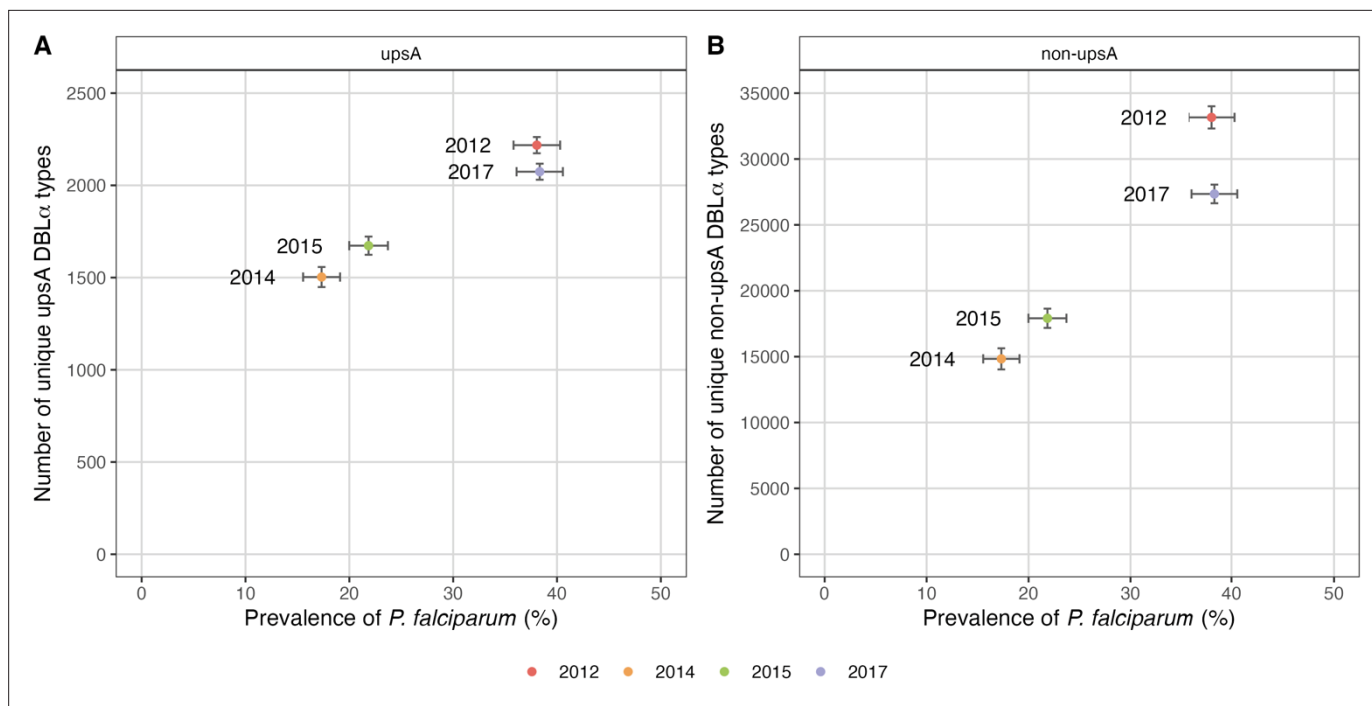 A
upsA
Number of unique upsA DBLα types
2500
2000
1500
1000
500
0
2012
2017
2015
2014
0 10 20 30 40 50
Prevalence of P. falciparum (%)
B
non-upsA
Number of unique non-upsA DBLα types
35000
30000
25000
20000
15000
10000
5000
0
2012
2017
2015
2014
0 10 20 30 40 50
Prevalence of P. falciparum (%)
2012 2014 2015 2017